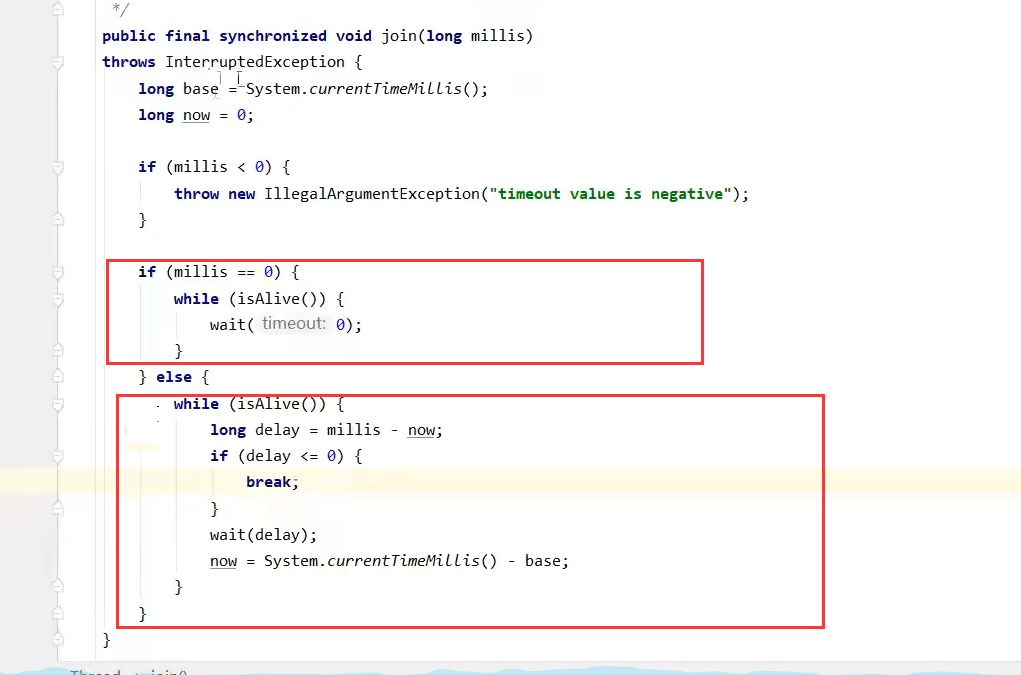 */
public final synchronized void join(long millis)
throws InterruptedException {
    long base = System.currentTimeMillis();
    long now = 0;

    if (millis < 0) {
        throw new IllegalArgumentException("timeout value is negative");
    }

    if (millis == 0) {
        while (isAlive()) {
            wait( timeout: 0);
        }
    } else {
        while (isAlive()) {
            long delay = millis - now;
            if (delay <= 0) {
                break;
            }
            wait(delay);
            now = System.currentTimeMillis() - base;
        }
    }
}
Thread join()